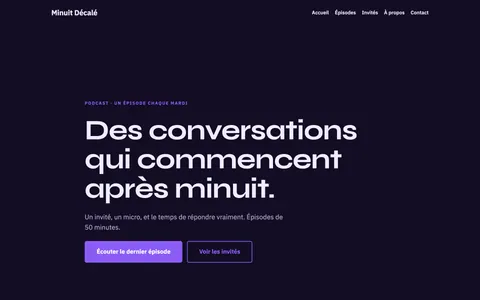 Minuit Décalé
Accueil Épisodes Invités À propos Contact
PODCAST · UN ÉPISODE CHAQUE MARDI
Des conversations
qui commencent
après minuit.
Un invité, un micro, et le temps de répondre vraiment. Épisodes de
50 minutes.
Écouter le dernier épisode Voir les invités